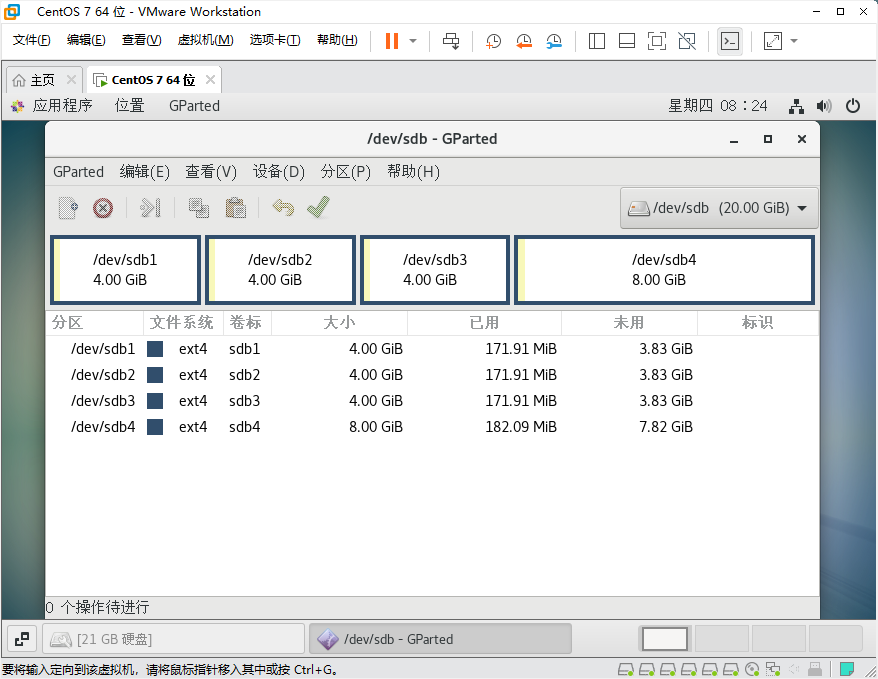 CentOS 7 64 位 - VMware Workstation
文件(F) 编辑(E) 查看(V) 虚拟机(M) 选项卡(T) 帮助(H)
主页 CentOS 7 64 位
应用程序 位置 GParted 星期四 08：24
/dev/sdb - GParted
GParted 编辑(E) 查看(V) 设备(D) 分区(P) 帮助(H)
/dev/sdb (20.00 GiB)
/dev/sdb1 /dev/sdb2 /dev/sdb3 /dev/sdb4
4.00 GiB 4.00 GiB 4.00 GiB 8.00 GiB
分区 文件系统 卷标 大小 已用 未用 标识
/dev/sdb1 ext4 sdb1 4.00 GiB 171.91 MiB 3.83 GiB
/dev/sdb2 ext4 sdb2 4.00 GiB 171.91 MiB 3.83 GiB
/dev/sdb3 ext4 sdb3 4.00 GiB 171.91 MiB 3.83 GiB
/dev/sdb4 ext4 sdb4 8.00 GiB 182.09 MiB 7.82 GiB
0 个操作待进行
[21 GB 硬盘] /dev/sdb - GParted
要将输入定向到该虚拟机，请将鼠标指针移入其中或按 Ctrl+G。